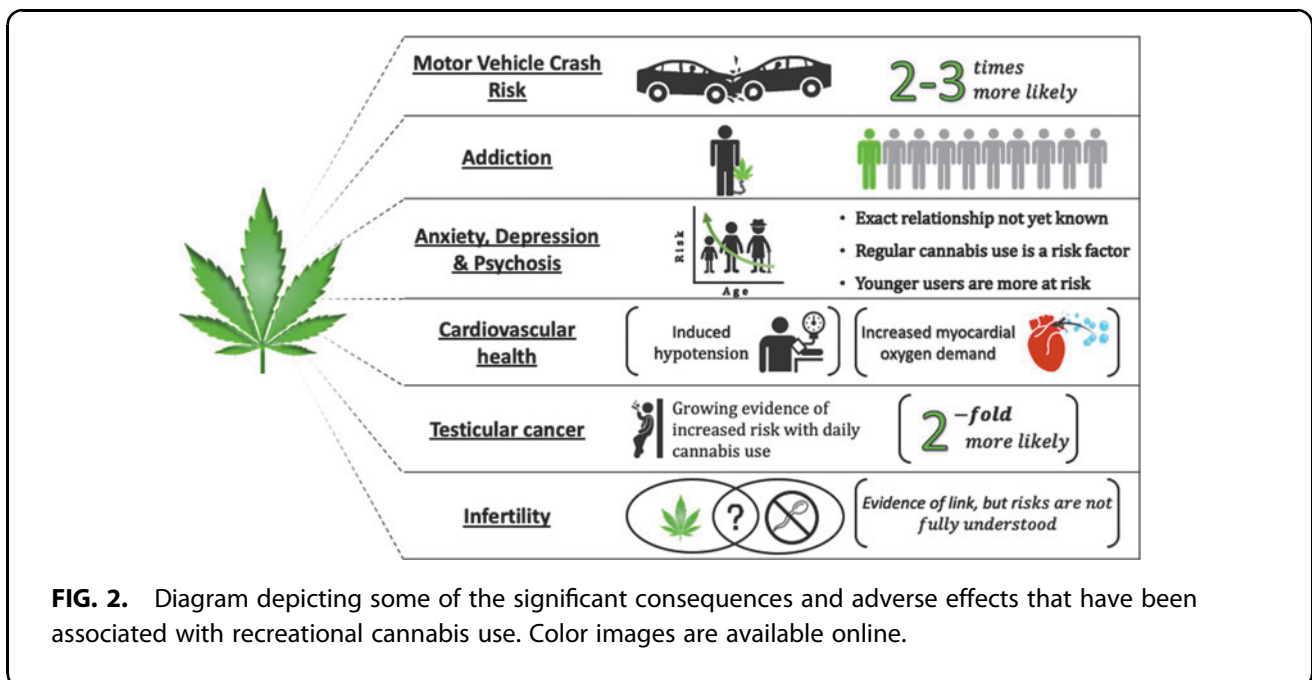 Motor Vehicle Crash
Risk
2-3 times
more likely
Addiction
Anxiety, Depression
& Psychosis
Risk
Age
• Exact relationship not yet known
• Regular cannabis use is a risk factor
• Younger users are more at risk
Cardiovascular
health
Induced
hypotension
Increased myocardial
oxygen demand
Testicular cancer
Growing evidence of
increased risk with daily
cannabis use
2-fold
more likely
Infertility
?
Evidence of link, but risks are not
fully understood
FIG. 2. Diagram depicting some of the significant consequences and adverse effects that have been
associated with recreational cannabis use. Color images are available online.